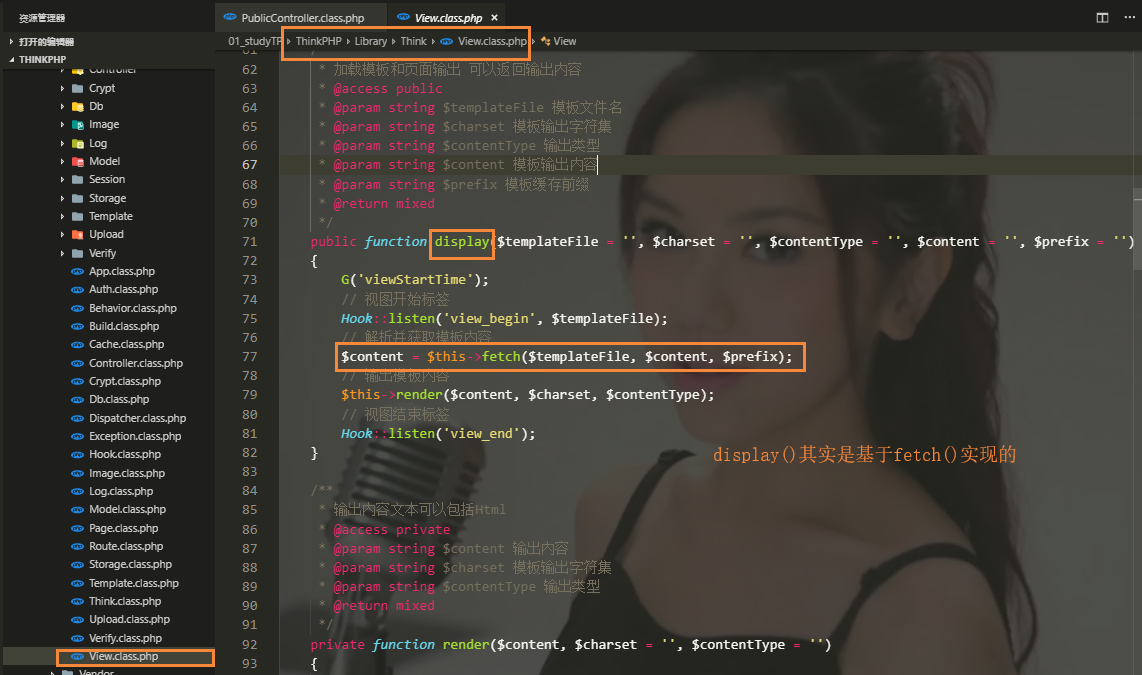 资源管理器
PublicController.class.php
View.class.php ×
打开的编辑器
01_studyTP ThinkPHP Library Think View.class.php View
THINKPHP
Controller
Crypt
Db
Image
Log
Model
Session
Storage
Template
Upload
Verify
App.class.php
Auth.class.php
Behavior.class.php
Build.class.php
Cache.class.php
Controller.class.php
Crypt.class.php
Db.class.php
Dispatcher.class.php
Exception.class.php
Hook.class.php
Image.class.php
Log.class.php
Model.class.php
Page.class.php
Route.class.php
Storage.class.php
Template.class.php
Think.class.php
Upload.class.php
Verify.class.php
View.class.php
Vendor
61
62 * 加载模板和页面输出 可以返回输出内容
63 * @access public
64 * @param string $templateFile 模板文件名
65 * @param string $charset 模板输出字符集
66 * @param string $contentType 输出类型
67 * @param string $content 模板输出内容
68 * @param string $prefix 模板缓存前缀
69 * @return mixed
70 */
71 public function display($templateFile = '', $charset = '', $contentType = '', $content = '', $prefix = '')
72 {
73 G('viewStartTime');
74 // 视图开始标签
75 Hook::listen('view_begin', $templateFile);
76 // 解析并获取模板内容
77 $content = $this->fetch($templateFile, $content, $prefix);
78 // 输出模板内容
79 $this->render($content, $charset, $contentType);
80 // 视图结束标签
81 Hook::listen('view_end');
82 }
display()其实是基于fetch()实现的
83
84 /**
85 * 输出内容文本可以包括Html
86 * @access private
87 * @param string $content 输出内容
88 * @param string $charset 模板输出字符集
89 * @param string $contentType 输出类型
90 * @return mixed
91 */
92 private function render($content, $charset = '', $contentType = '')
93 {